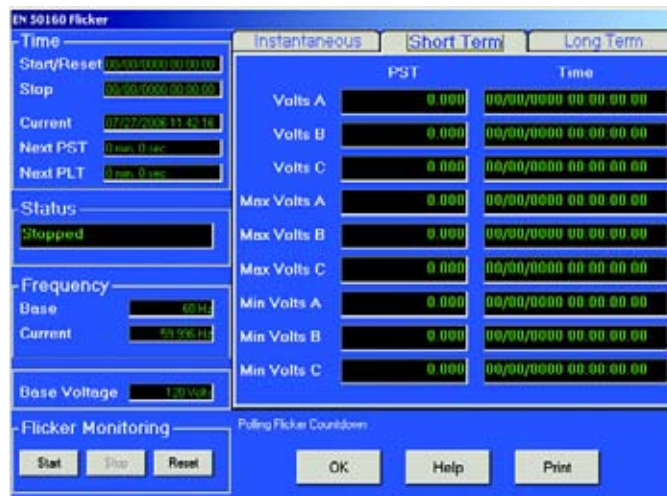 EN 50160 Flicker
Time
Start/Reset 00/00/0000 00:00:00
Stop 00/00/0000 00:00:00
Current 07/27/2006 11:42:16
Next PST 0 min. 0 sec
Next PLT 0 min. 0 sec
Status
Stopped
Frequency
Base 60 Hz
Current 59.996 Hz
Base Voltage 120 Volts
Flicker Monitoring
Start Stop Reset
Instantaneous Short Term Long Term
PST Time
Volts A 0.000 00/00/0000 00:00:00.00
Volts B 0.000 00/00/0000 00:00:00.00
Volts C 0.000 00/00/0000 00:00:00.00
Max Volts A 0.000 00/00/0000 00:00:00.00
Max Volts B 0.000 00/00/0000 00:00:00.00
Max Volts C 0.000 00/00/0000 00:00:00.00
Min Volts A 0.000 00/00/0000 00:00:00.00
Min Volts B 0.000 00/00/0000 00:00:00.00
Min Volts C 0.000 00/00/0000 00:00:00.00
Polling Flicker Countdown
OK Help Print